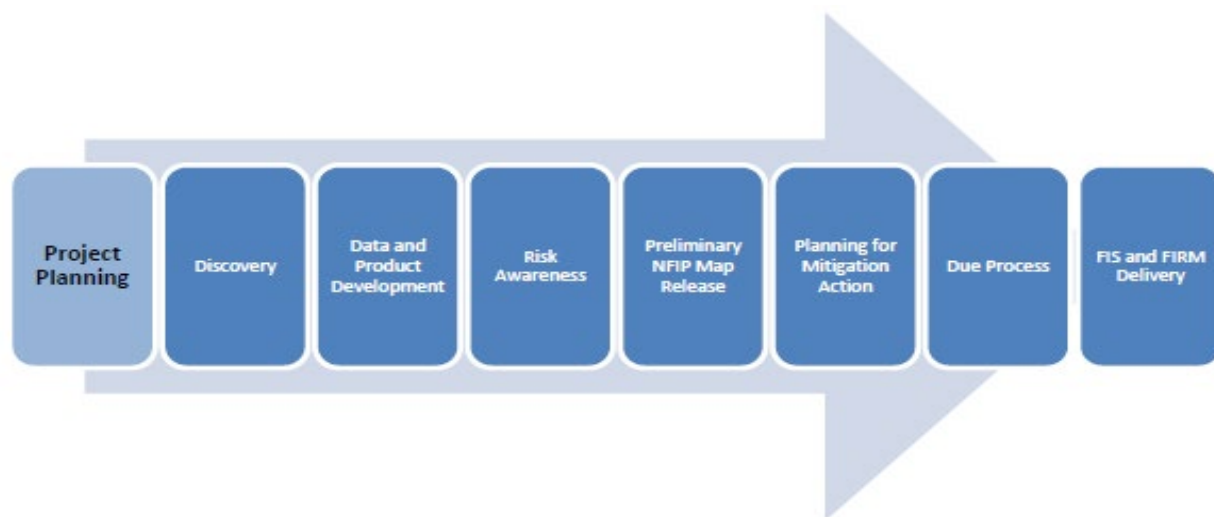 Project
Planning
Discovery
Data and
Product
Development
Risk
Awareness
Preliminary
NFIP Map
Release
Planning for
Mitigation
Action
Due Process
FIS and FIRM
Delivery